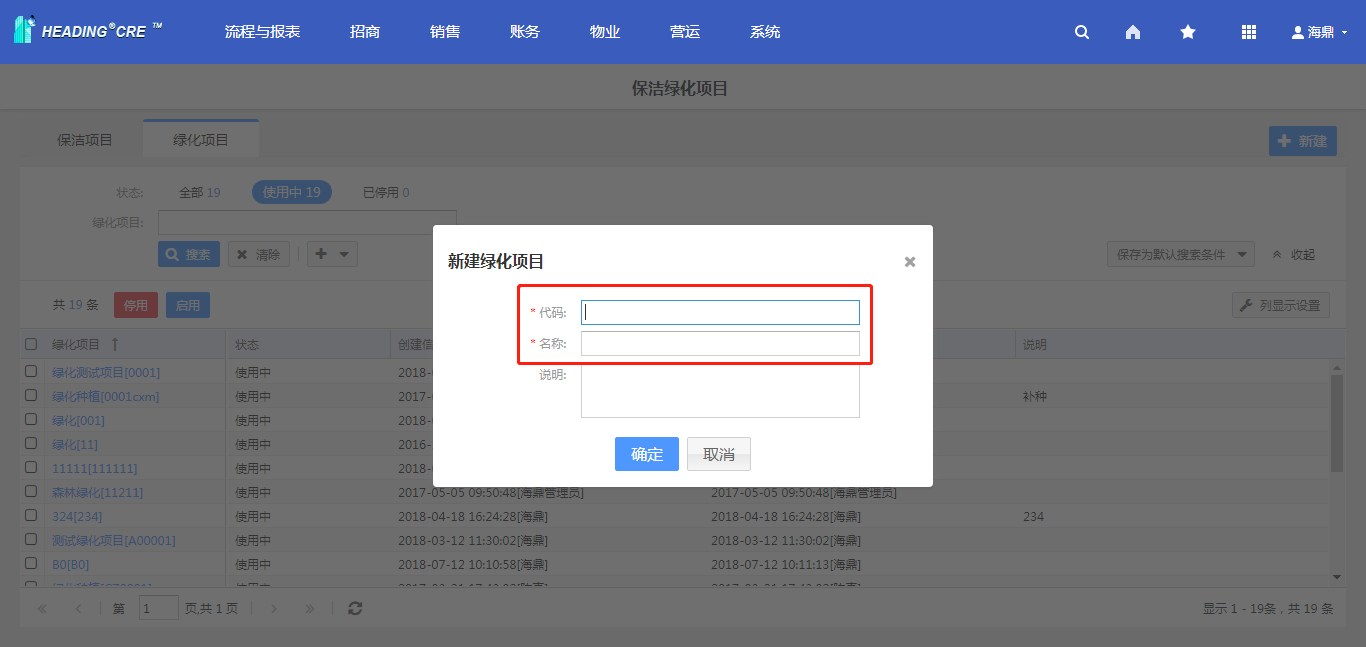 HEADING®CRE ™ 流程与报表 招商 销售 账务 物业 营运 系统 海鼎
保洁绿化项目
保洁项目 绿化项目 新建
状态: 全部 19 使用中 19 已停用 0
绿化项目:
搜索 清除 保存为默认搜索条件 收起
新建绿化项目
* 代码:
* 名称:
说明:
确定 取消
共 19 条 停用 启用 列显示设置
绿化项目 状态 创建信 说明
绿化测试项目[0001] 使用中 2018-
绿化种植[0001cxm] 使用中 2017- 补种
绿化[001] 使用中 2018-
绿化[11] 使用中 2016-
11111[111111] 使用中 2018-
森林绿化[11211] 使用中 2017-05-05 09:50:48[海鼎管理员] 2017-05-05 09:50:48[海鼎管理员]
324[234] 使用中 2018-04-18 16:24:28[海鼎] 2018-04-18 16:24:28[海鼎] 234
测试绿化项目[A00001] 使用中 2018-03-12 11:30:02[海鼎] 2018-03-12 11:30:02[海鼎]
B0[B0] 使用中 2018-07-12 10:10:58[海鼎] 2018-07-12 10:11:13[海鼎]
第 1 页,共 1 页 显示 1 - 19条，共 19 条